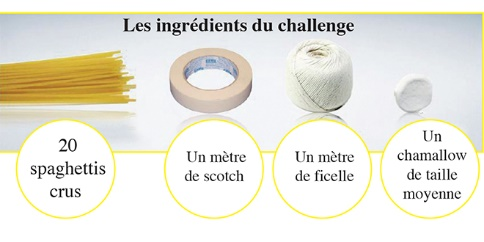 Les ingrédients du challenge
20
spaghettis
crus
Un mètre
de scotch
Un mètre
de ficelle
Un
chamallow
de taille
moyenne